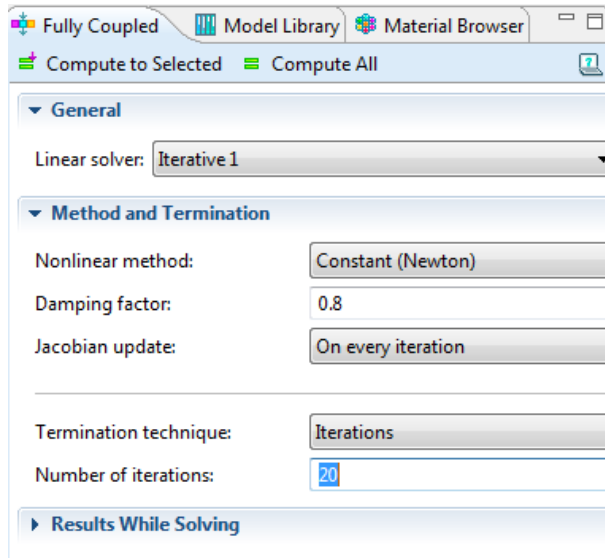 Fully Coupled Model Library Material Browser
Compute to Selected Compute All
General
Linear solver: Iterative 1
Method and Termination
Nonlinear method: Constant (Newton)
Damping factor: 0.8
Jacobian update: On every iteration
Termination technique: Iterations
Number of iterations: 20
Results While Solving